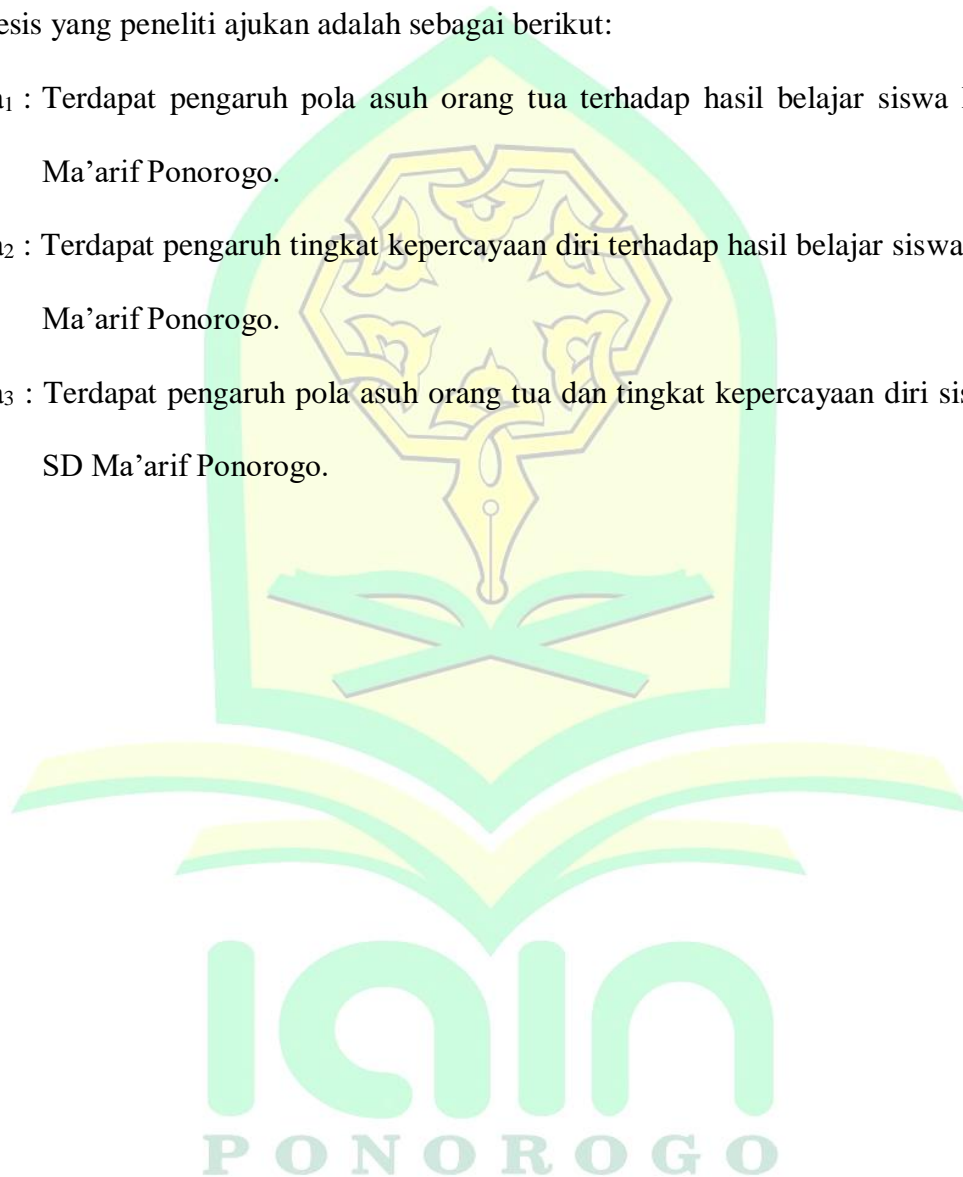 esis yang peneliti ajukan adalah sebagai berikut:
a₁ : Terdapat pengaruh pola asuh orang tua terhadap hasil belajar siswa
Ma’arif Ponorogo.
a₂ : Terdapat pengaruh tingkat kepercayaan diri terhadap hasil belajar siswa
Ma’arif Ponorogo.
a₃ : Terdapat pengaruh pola asuh orang tua dan tingkat kepercayaan diri sis
SD Ma’arif Ponorogo.
iain
PONOROGO